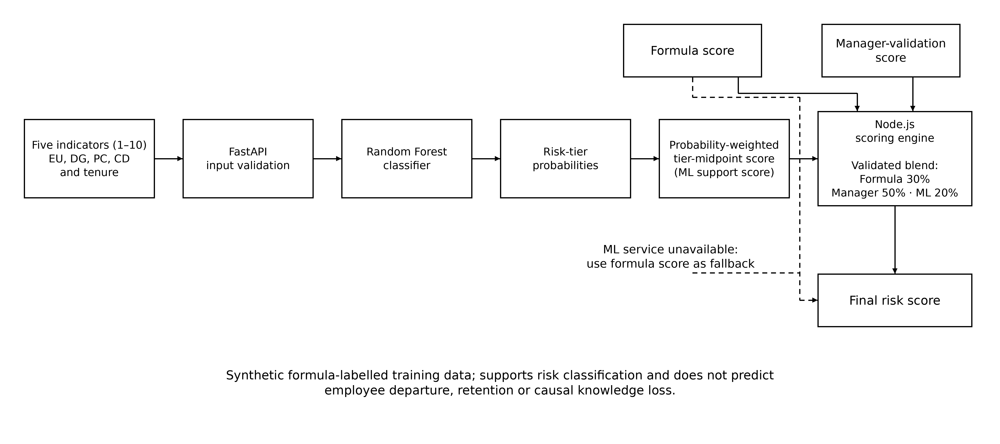 Formula score
Manager-validation
score
Five indicators (1–10)
EU, DG, PC, CD
and tenure
FastAPI
input validation
Random Forest
classifier
Risk-tier
probabilities
Probability-weighted
tier-midpoint score
(ML support score)
Node.js
scoring engine
Validated blend:
Formula 30%
Manager 50% · ML 20%
ML service unavailable:
use formula score as fallback
Final risk score
Synthetic formula-labelled training data; supports risk classification and does not predict
employee departure, retention or causal knowledge loss.